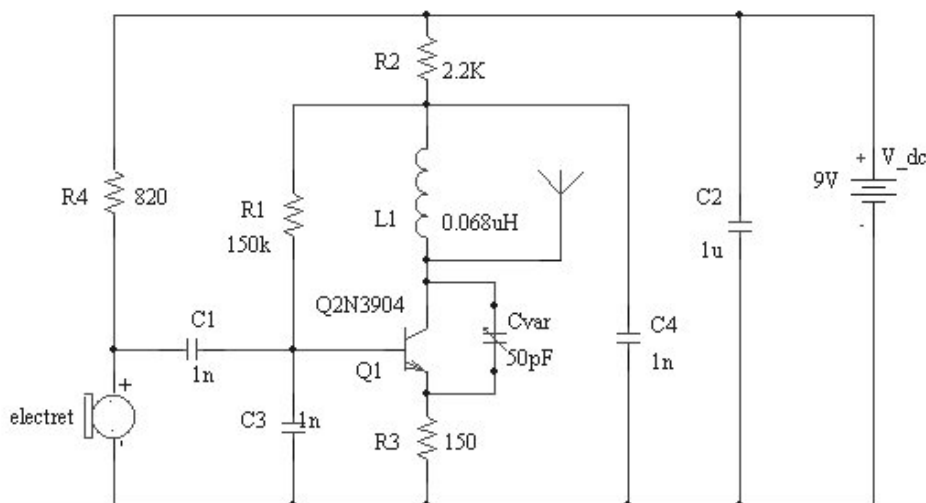 R2
2.2K
R4
820
R1
150k
L1
0.068uH
C2
1u
+
V_dc
9V
-
Q2N3904
C1
1n
Q1
Cvar
50pF
C4
1n
electret
+
-
C3
1n
R3
150